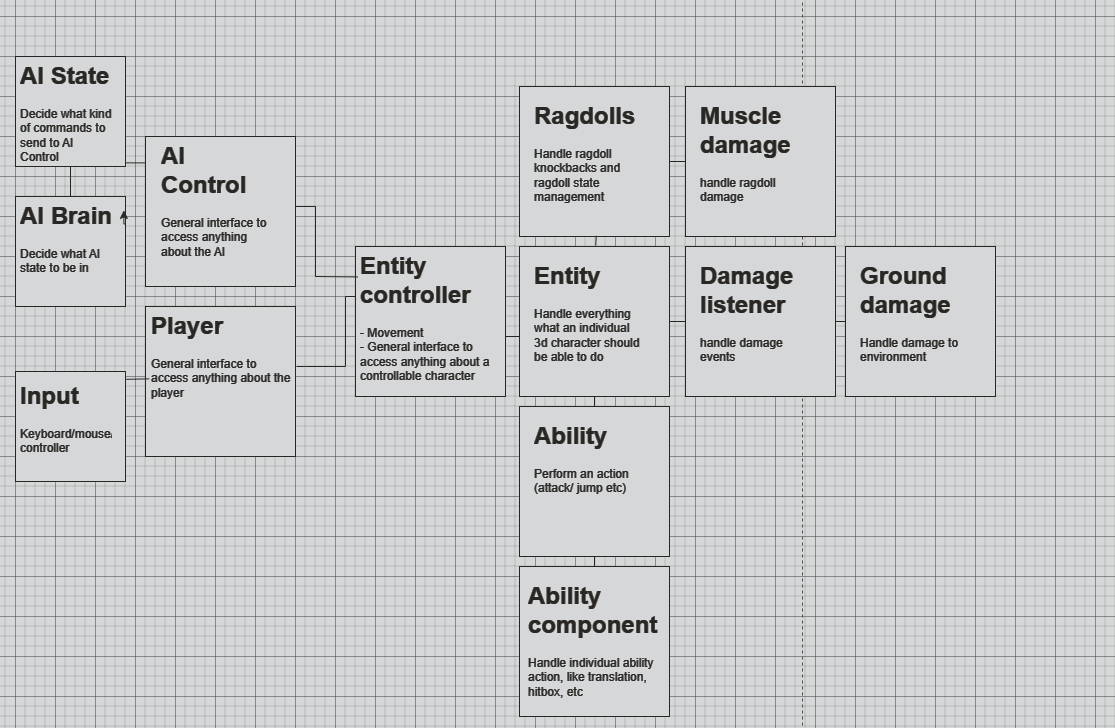 AI State
Decide what kind
of commands to
send to AI
Control
AI Brain
Decide what AI
state to be in
AI
Control
General interface to
access anything
about the AI
Player
General interface to
access anything about the
player
Input
Keyboard/mouse/
controller
Entity
controller
- Movement
- General interface to
access anything about a
controllable character
Ragdolls
Handle ragdoll
knockbacks and
ragdoll state
management
Muscle
damage
handle ragdoll
damage
Entity
Handle everything
what an individual
3d character should
be able to do
Damage
listener
handle damage
events
Ground
damage
Handle damage to
environment
Ability
Perform an action
(attack/ jump etc)
Ability
component
Handle individual ability
action, like translation,
hitbox, etc